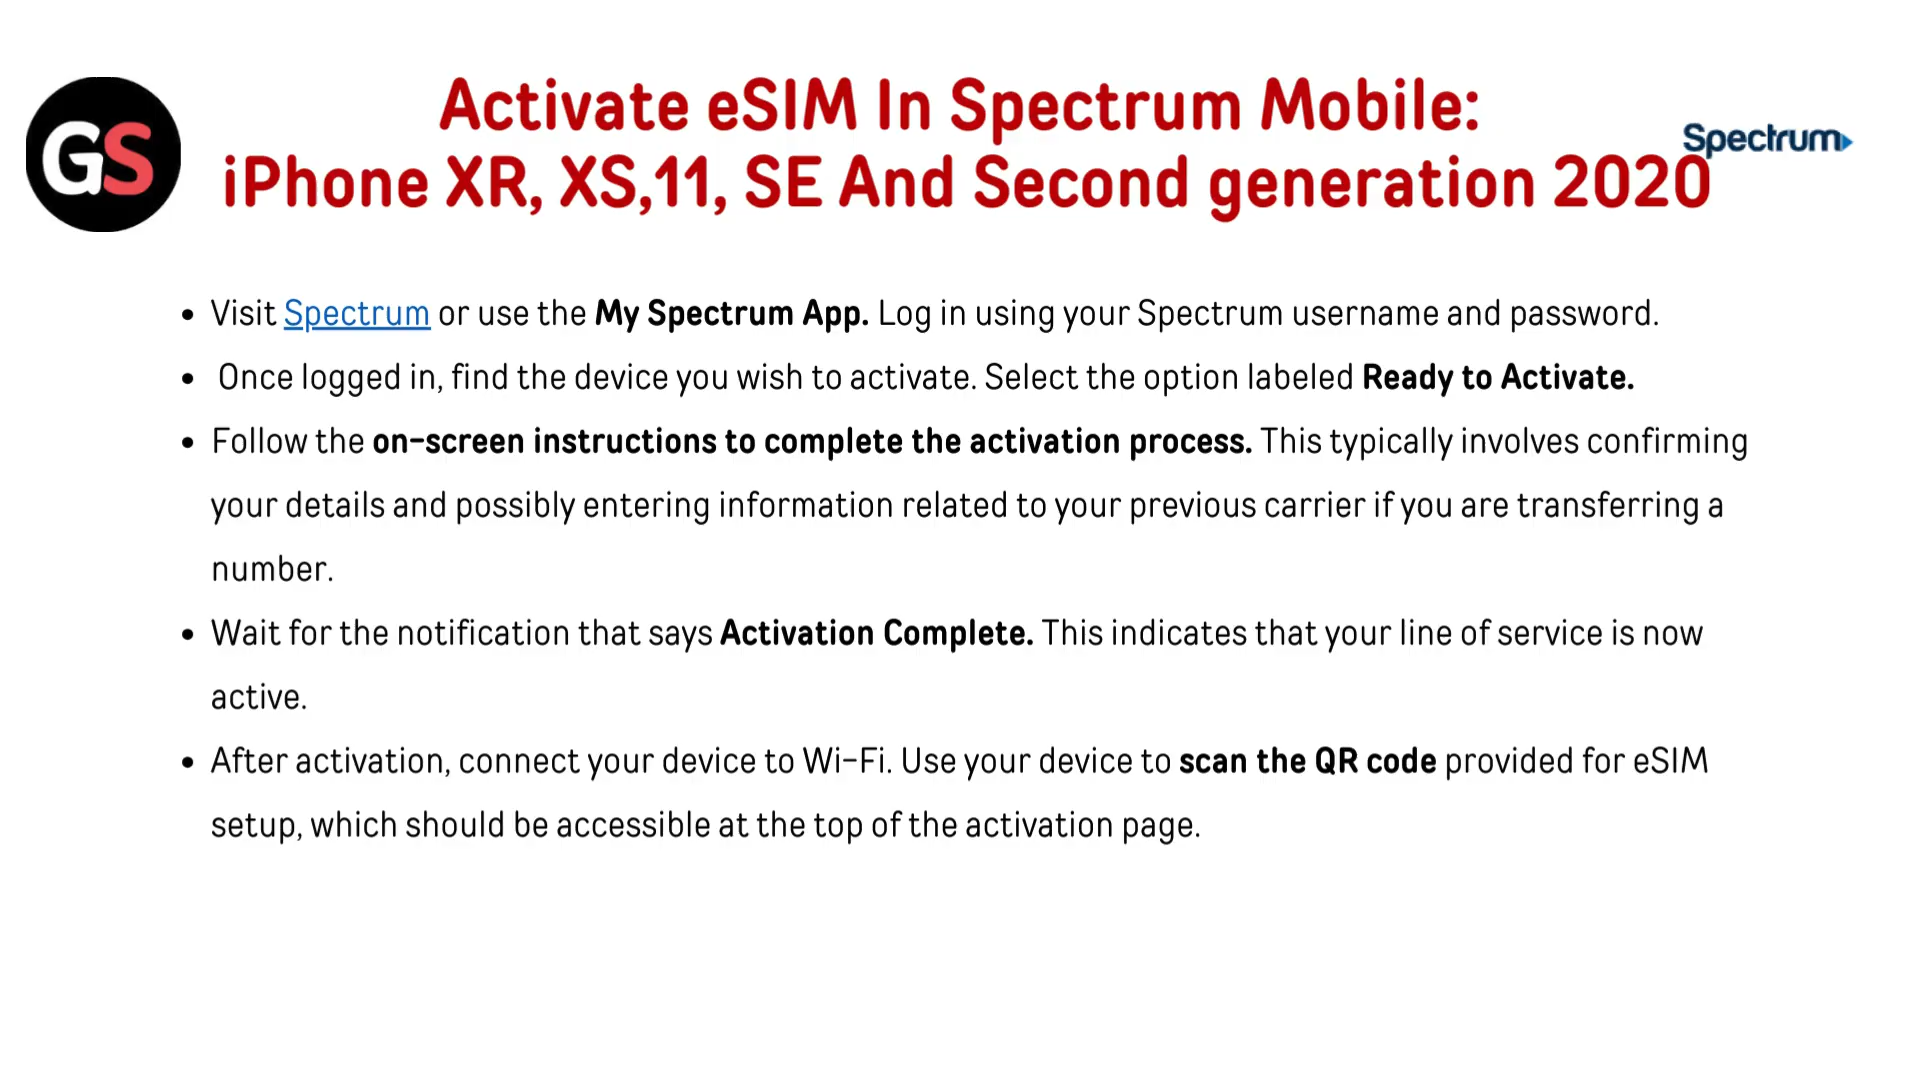 GS
Activate eSIM In Spectrum Mobile:
Spectrum
iPhone XR, XS,11, SE And Second generation 2020
• Visit Spectrum or use the My Spectrum App. Log in using your Spectrum username and password.
• Once logged in, find the device you wish to activate. Select the option labeled Ready to Activate.
• Follow the on-screen instructions to complete the activation process. This typically involves confirming
your details and possibly entering information related to your previous carrier if you are transferring a
number.
• Wait for the notification that says Activation Complete. This indicates that your line of service is now
active.
• After activation, connect your device to Wi-Fi. Use your device to scan the QR code provided for eSIM
setup, which should be accessible at the top of the activation page.